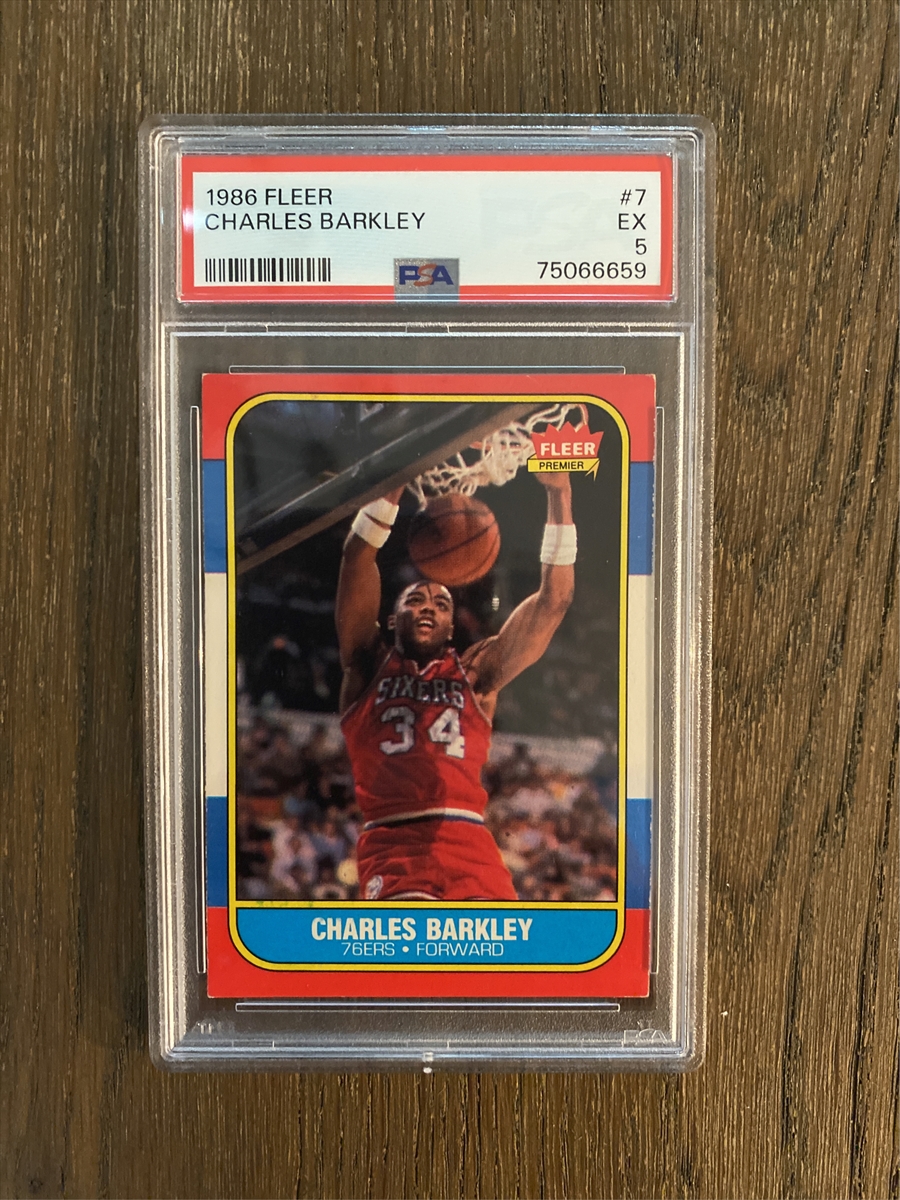 1986 FLEER #7
CHARLES BARKLEY EX
5
75066659
PSA
FLEER
PREMIER
SIXERS
34
CHARLES BARKLEY
76ERS • FORWARD